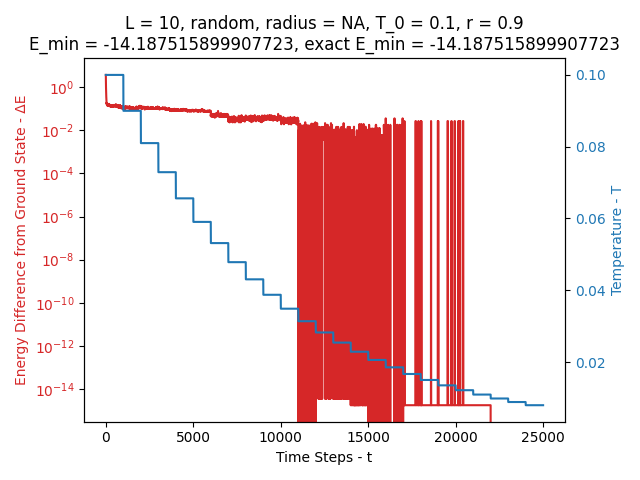 L = 10, random, radius = NA, T_0 = 0.1, r = 0.9
E_min = -14.187515899907723, exact E_min = -14.187515899907723
Energy Difference from Ground State - ΔE
10^0
10^-2
10^-4
10^-6
10^-8
10^-10
10^-12
10^-14
0.10
0.08
0.06
0.04
0.02
Temperature - T
0 5000 10000 15000 20000 25000
Time Steps - t